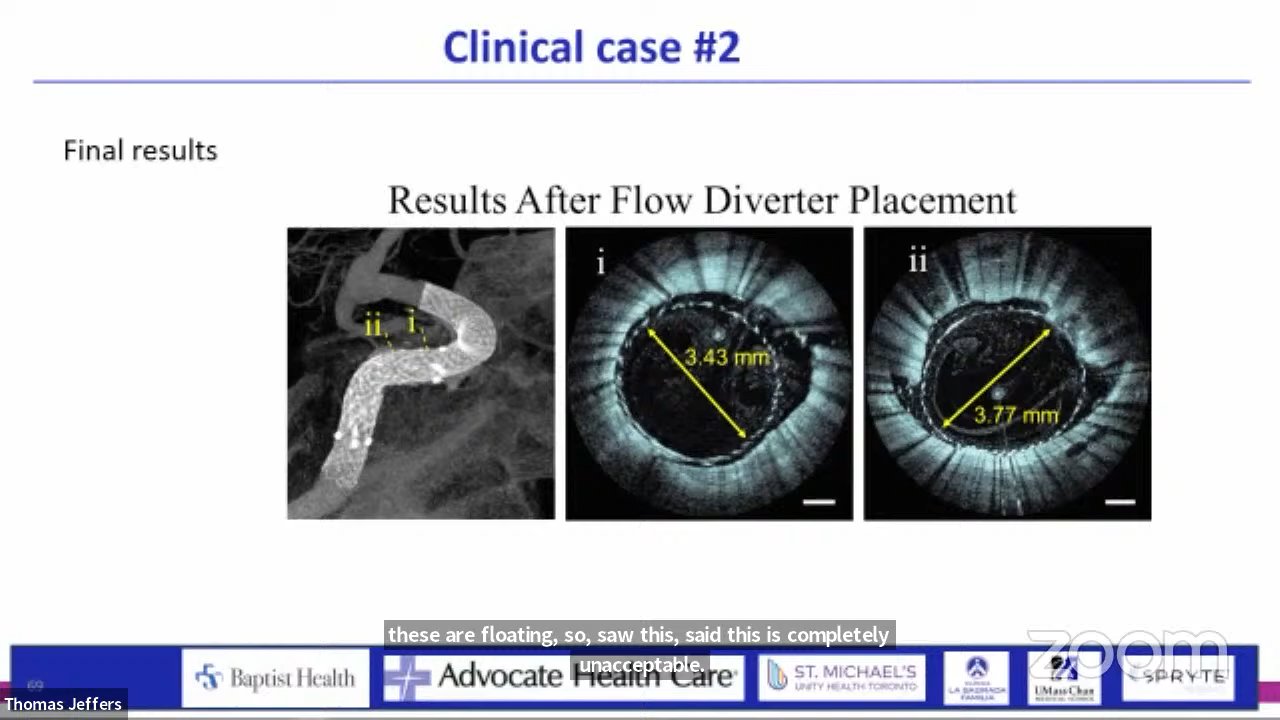 Clinical case #2
Final results
Results After Flow Diverter Placement
ii
i
i
3.43 mm
ii
3.77 mm
these are floating, so, saw this, said this is completely
unacceptable.
zoom
69
Baptist Health
Advocate Health Care
ST. MICHAEL'S
UNITY HEALTH TORONTO
CLINICA
LA SAGRADA
FAMILIA
UMass Chan
MEDICAL SCHOOL
SPRYTE
Thomas Jeffers